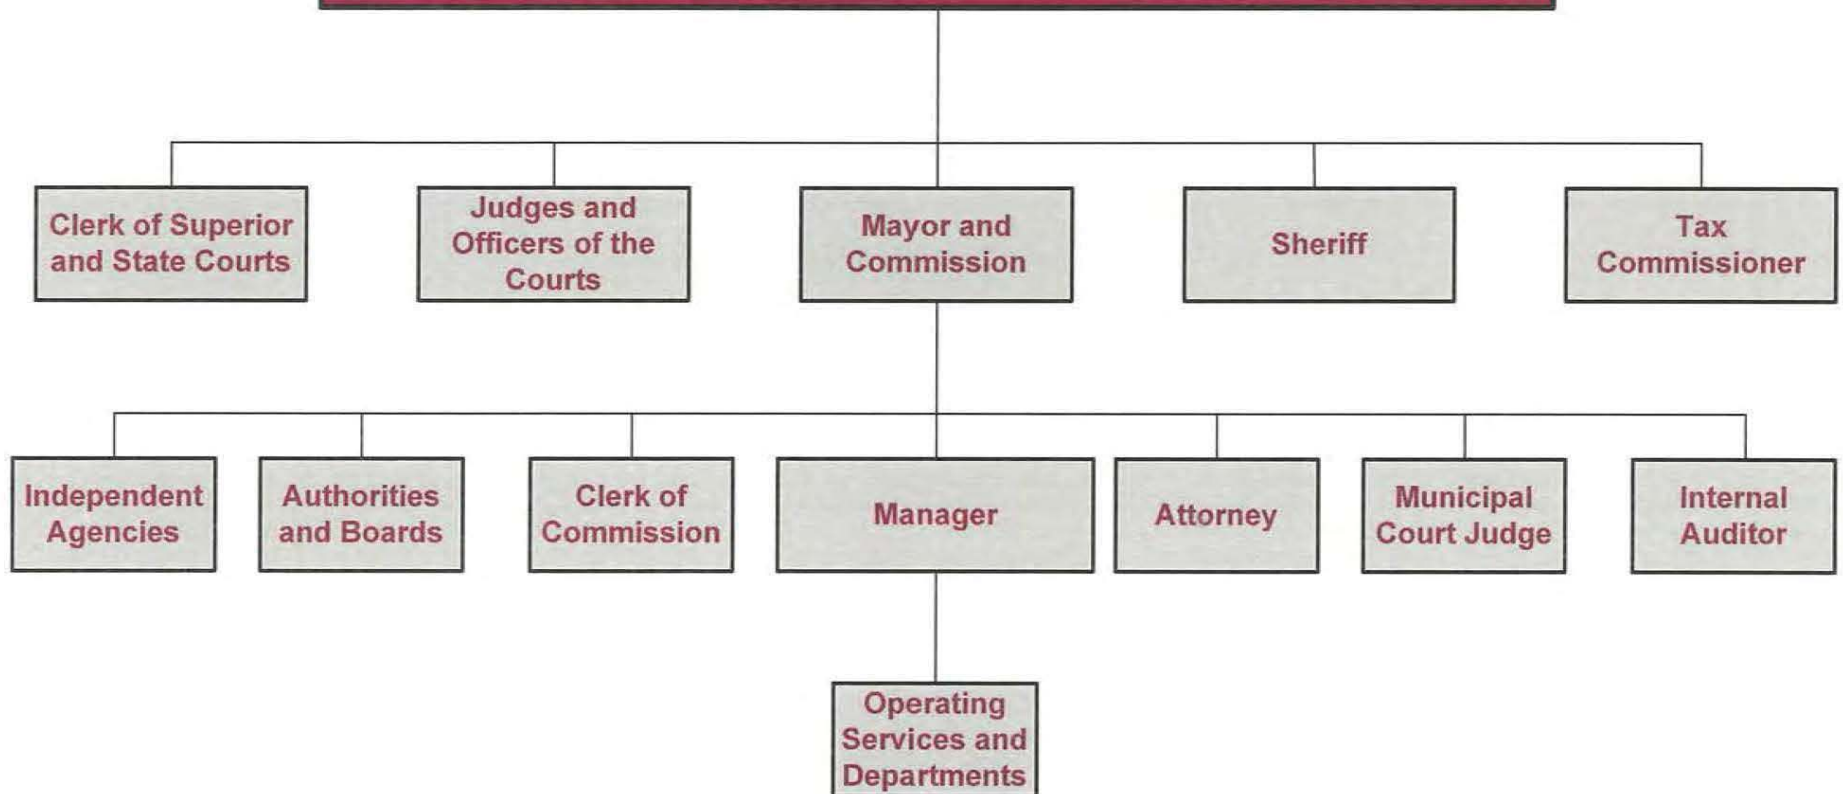 Clerk of Superior
and State Courts
Judges and
Officers of the
Courts
Mayor and
Commission
Sheriff
Tax
Commissioner
Independent
Agencies
Authorities
and Boards
Clerk of
Commission
Manager
Attorney
Municipal
Court Judge
Internal
Auditor
Operating
Services and
Departments